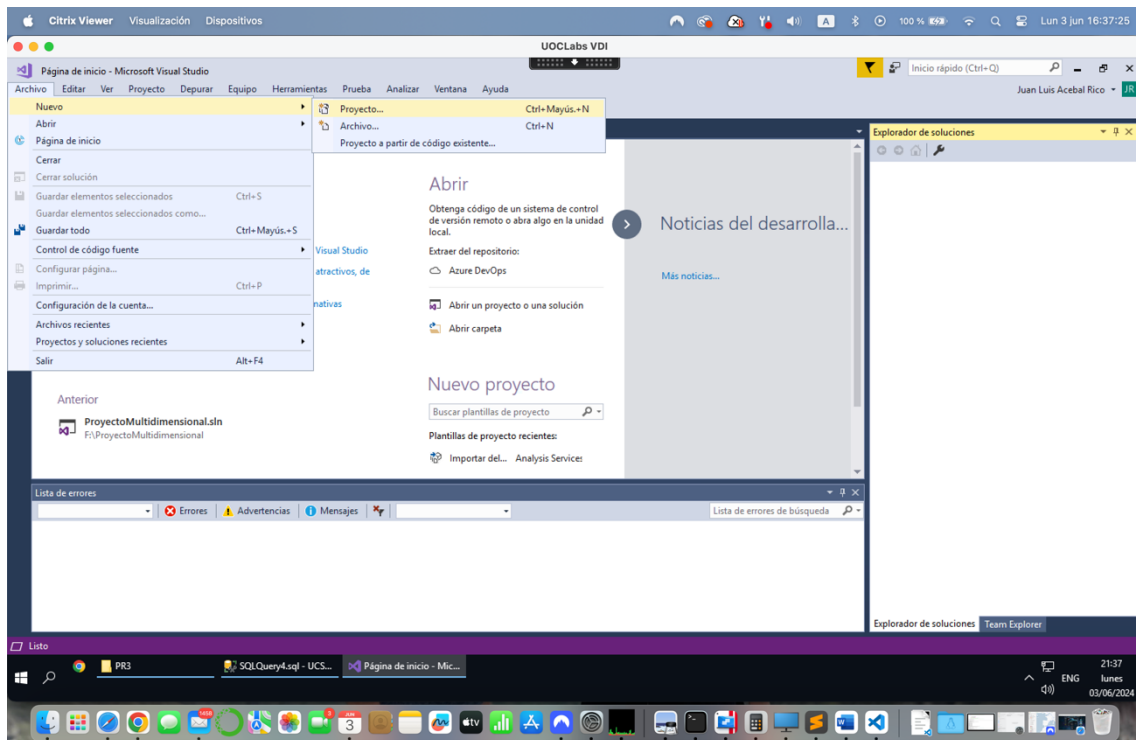 Citrix Viewer Visualización Dispositivos A 100 % Lun 3 jun 16:37:25
UOCLabs VDI
Página de inicio - Microsoft Visual Studio Inicio rápido (Ctrl+Q)
Archivo Editar Ver Proyecto Depurar Equipo Herramientas Prueba Analizar Ventana Ayuda Juan Luis Acebal Rico JR
Nuevo
Abrir
Página de inicio
Cerrar
Cerrar solución
Guardar elementos seleccionados Ctrl+S
Guardar elementos seleccionados como...
Guardar todo Ctrl+Mayús.+S
Control de código fuente
Configurar página...
Imprimir... Ctrl+P
Configuración de la cuenta...
Archivos recientes
Proyectos y soluciones recientes
Salir Alt+F4
Proyecto... Ctrl+Mayús.+N
Archivo... Ctrl+N
Proyecto a partir de código existente...
Visual Studio
atractivos, de
nativas
Anterior
ProyectoMultidimensional.sln
F:\ProyectoMultidimensional
Abrir
Obtenga código de un sistema de control
de versión remoto o abra algo en la unidad
local.
Extraer del repositorio:
Azure DevOps
Abrir un proyecto o una solución
Abrir carpeta
Nuevo proyecto
Buscar plantillas de proyecto
Plantillas de proyecto recientes:
Importar del... Analysis Services
Noticias del desarrolla...
Más noticias...
Explorador de soluciones
Lista de errores
Errores Advertencias Mensajes Lista de errores de búsqueda
Explorador de soluciones Team Explorer
Listo
PR3 SQLQuery4.sql - UCS... Página de inicio - Mic...
21:37
ENG lunes
03/06/2024
JUN
3
tv